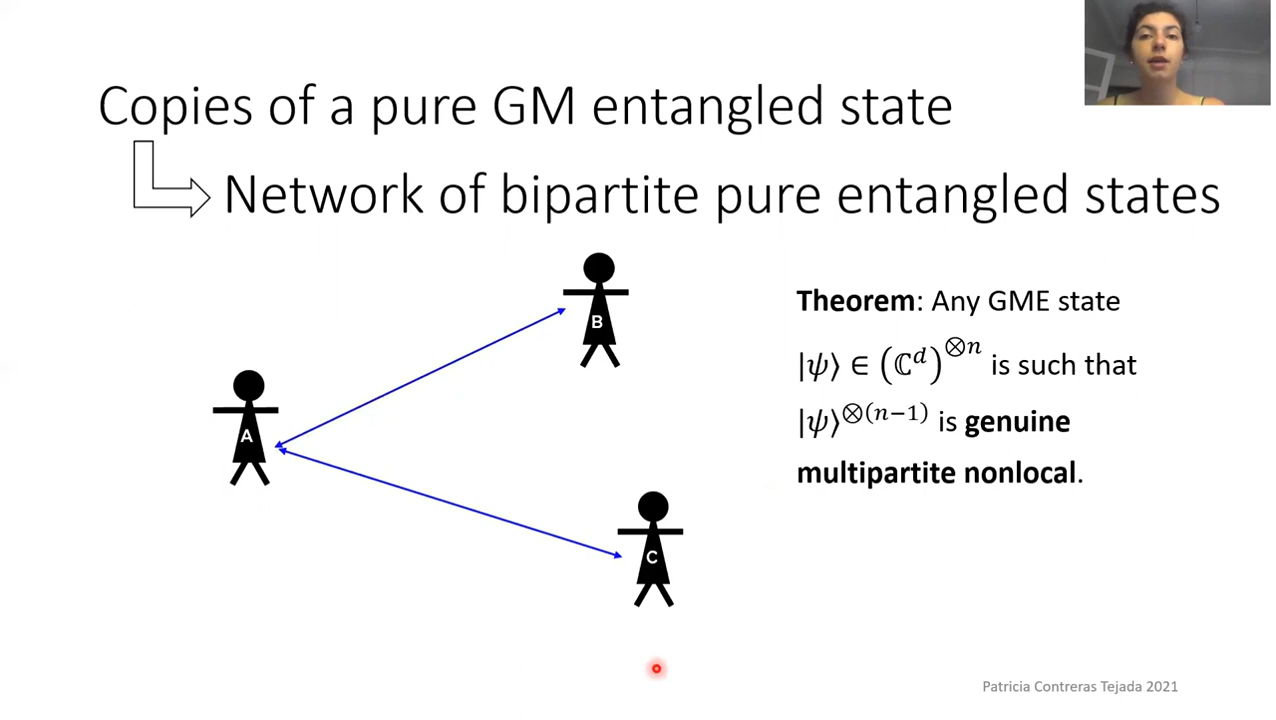 Copies of a pure GM entangled state
Network of bipartite pure entangled states
B
A
C
Theorem: Any GME state
|ψ⟩ ∈ (ℂᵈ)^⊗n is such that
|ψ⟩^⊗(n−1) is genuine
multipartite nonlocal.
Patricia Contreras Tejada 2021